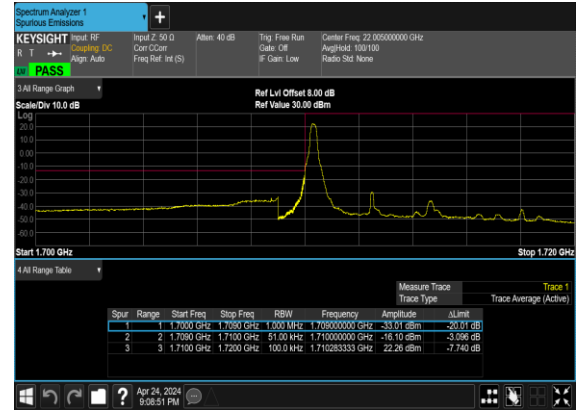 Spectrum Analyzer 1
Spurious Emissions
KEYSIGHT Input: RF Input Z: 50 Ω Atten: 40 dB Trig: Free Run Center Freq: 22.005000000 GHz
R T Coupling: DC Corr CCorr Gate: Off Avg|Hold: 100/100
Align: Auto Freq Ref: Int (S) IF Gain: Low Radio Std: None
PASS
3 All Range Graph Ref Lvl Offset 8.00 dB
Scale/Div 10.0 dB Ref Value 30.00 dBm
Log
20.0
10.0
0.00
-10.0
-20.0
-30.0
-40.0
-50.0
-60.0
Start 1.700 GHz Stop 1.720 GHz
4 All Range Table
Measure Trace Trace 1
Trace Type Trace Average (Active)
Spur Range Start Freq Stop Freq RBW Frequency Amplitude ΔLimit
1 1 1.7000 GHz 1.7090 GHz 1.000 MHz 1.709000000 GHz -33.01 dBm -20.01 dB
2 2 1.7090 GHz 1.7100 GHz 51.00 kHz 1.710000000 GHz -16.10 dBm -3.096 dB
3 3 1.7100 GHz 1.7200 GHz 100.0 kHz 1.710283333 GHz 22.26 dBm -7.740 dB
? Apr 24, 2024
9:08:51 PM